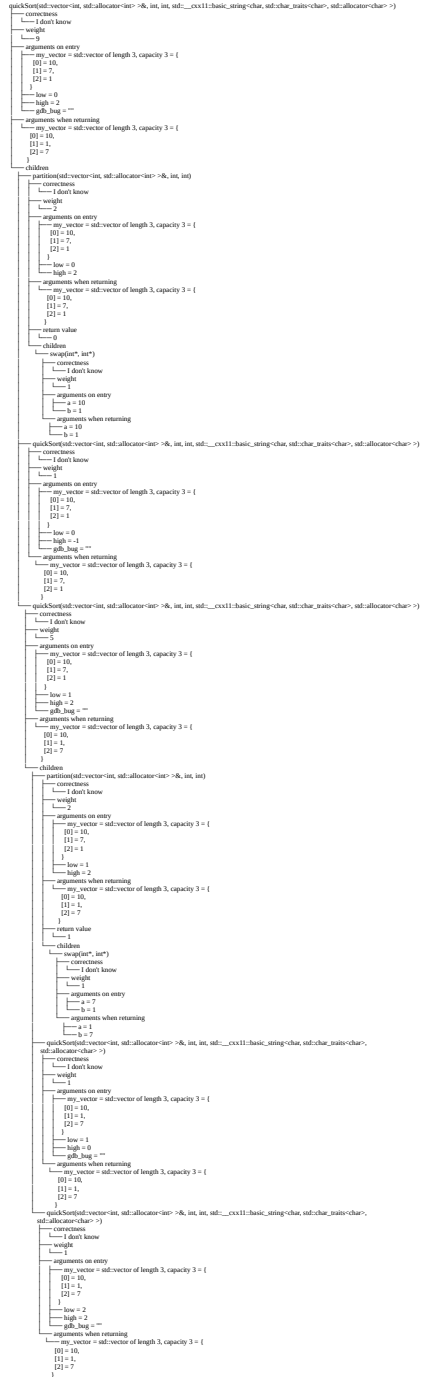 quickSort(std::vector<int, std::allocator<int> >&, int, int, std::__cxx11::basic_string<char, std::char_traits<char>, std::allocator<char> >)
correctness
I don't know
weight
9
arguments on entry
my_vector = std::vector of length 3, capacity 3 = {
[0] = 10,
[1] = 7,
[2] = 1
}
low = 0
high = 2
gdb_bug = ""
arguments when returning
my_vector = std::vector of length 3, capacity 3 = {
[0] = 10,
[1] = 1,
[2] = 7
}
children
partition(std::vector<int, std::allocator<int> >&, int, int)
correctness
I don't know
weight
2
arguments on entry
my_vector = std::vector of length 3, capacity 3 = {
[0] = 10,
[1] = 7,
[2] = 1
}
low = 0
high = 2
arguments when returning
my_vector = std::vector of length 3, capacity 3 = {
[0] = 10,
[1] = 7,
[2] = 1
}
return value
0
children
swap(int*, int*)
correctness
I don't know
weight
1
arguments on entry
a = 10
b = 1
arguments when returning
a = 10
b = 1
quickSort(std::vector<int, std::allocator<int> >&, int, int, std::__cxx11::basic_string<char, std::char_traits<char>, std::allocator<char> >)
correctness
I don't know
weight
1
arguments on entry
my_vector = std::vector of length 3, capacity 3 = {
[0] = 10,
[1] = 7,
[2] = 1
}
low = 0
high = -1
gdb_bug = ""
arguments when returning
my_vector = std::vector of length 3, capacity 3 = {
[0] = 10,
[1] = 7,
[2] = 1
}
quickSort(std::vector<int, std::allocator<int> >&, int, int, std::__cxx11::basic_string<char, std::char_traits<char>, std::allocator<char> >)
correctness
I don't know
weight
5
arguments on entry
my_vector = std::vector of length 3, capacity 3 = {
[0] = 10,
[1] = 7,
[2] = 1
}
low = 1
high = 2
gdb_bug = ""
arguments when returning
my_vector = std::vector of length 3, capacity 3 = {
[0] = 10,
[1] = 1,
[2] = 7
}
children
partition(std::vector<int, std::allocator<int> >&, int, int)
correctness
I don't know
weight
2
arguments on entry
my_vector = std::vector of length 3, capacity 3 = {
[0] = 10,
[1] = 7,
[2] = 1
}
low = 1
high = 2
arguments when returning
my_vector = std::vector of length 3, capacity 3 = {
[0] = 10,
[1] = 1,
[2] = 7
}
return value
1
children
swap(int*, int*)
correctness
I don't know
weight
1
arguments on entry
a = 7
b = 1
arguments when returning
a = 1
b = 7
quickSort(std::vector<int, std::allocator<int> >&, int, int, std::__cxx11::basic_string<char, std::char_traits<char>,
std::allocator<char> >)
correctness
I don't know
weight
1
arguments on entry
my_vector = std::vector of length 3, capacity 3 = {
[0] = 10,
[1] = 1,
[2] = 7
}
low = 1
high = 0
gdb_bug = ""
arguments when returning
my_vector = std::vector of length 3, capacity 3 = {
[0] = 10,
[1] = 1,
[2] = 7
}
quickSort(std::vector<int, std::allocator<int> >&, int, int, std::__cxx11::basic_string<char, std::char_traits<char>,
std::allocator<char> >)
correctness
I don't know
weight
1
arguments on entry
my_vector = std::vector of length 3, capacity 3 = {
[0] = 10,
[1] = 1,
[2] = 7
}
low = 2
high = 2
gdb_bug = ""
arguments when returning
my_vector = std::vector of length 3, capacity 3 = {
[0] = 10,
[1] = 1,
[2] = 7
}